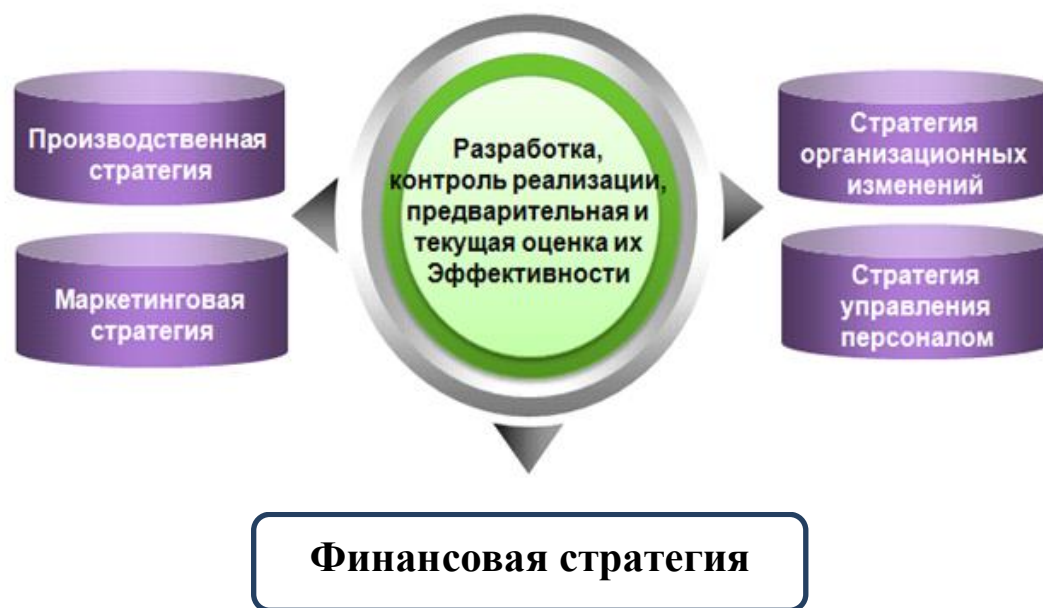 Производственная
стратегия
Маркетинговая
стратегия
Разработка,
контроль реализации,
предварительная и
текущая оценка их
Эффективности
Стратегия
организационных
изменений
Стратегия
управления
персоналом
Финансовая стратегия